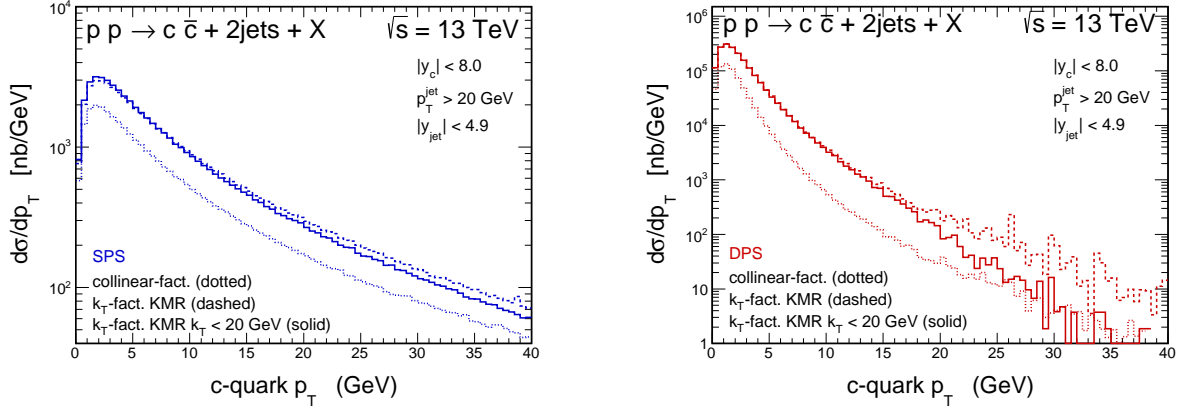 p p → c c̄ + 2jets + X √s = 13 TeV
|y_c| < 8.0
p_T^jet > 20 GeV
|y_jet| < 4.9
dσ/dp_T [nb/GeV]
10^4
10^3
10^2
SPS
collinear-fact. (dotted)
k_T-fact. KMR (dashed)
k_T-fact. KMR k_T < 20 GeV (solid)
0 5 10 15 20 25 30 35 40
c-quark p_T (GeV)
p p → c c̄ + 2jets + X √s = 13 TeV
|y_c| < 8.0
p_T^jet > 20 GeV
|y_jet| < 4.9
dσ/dp_T [nb/GeV]
10^6
10^5
10^4
10^3
10^2
10
1
DPS
collinear-fact. (dotted)
k_T-fact. KMR (dashed)
k_T-fact. KMR k_T < 20 GeV (solid)
0 5 10 15 20 25 30 35 40
c-quark p_T (GeV)